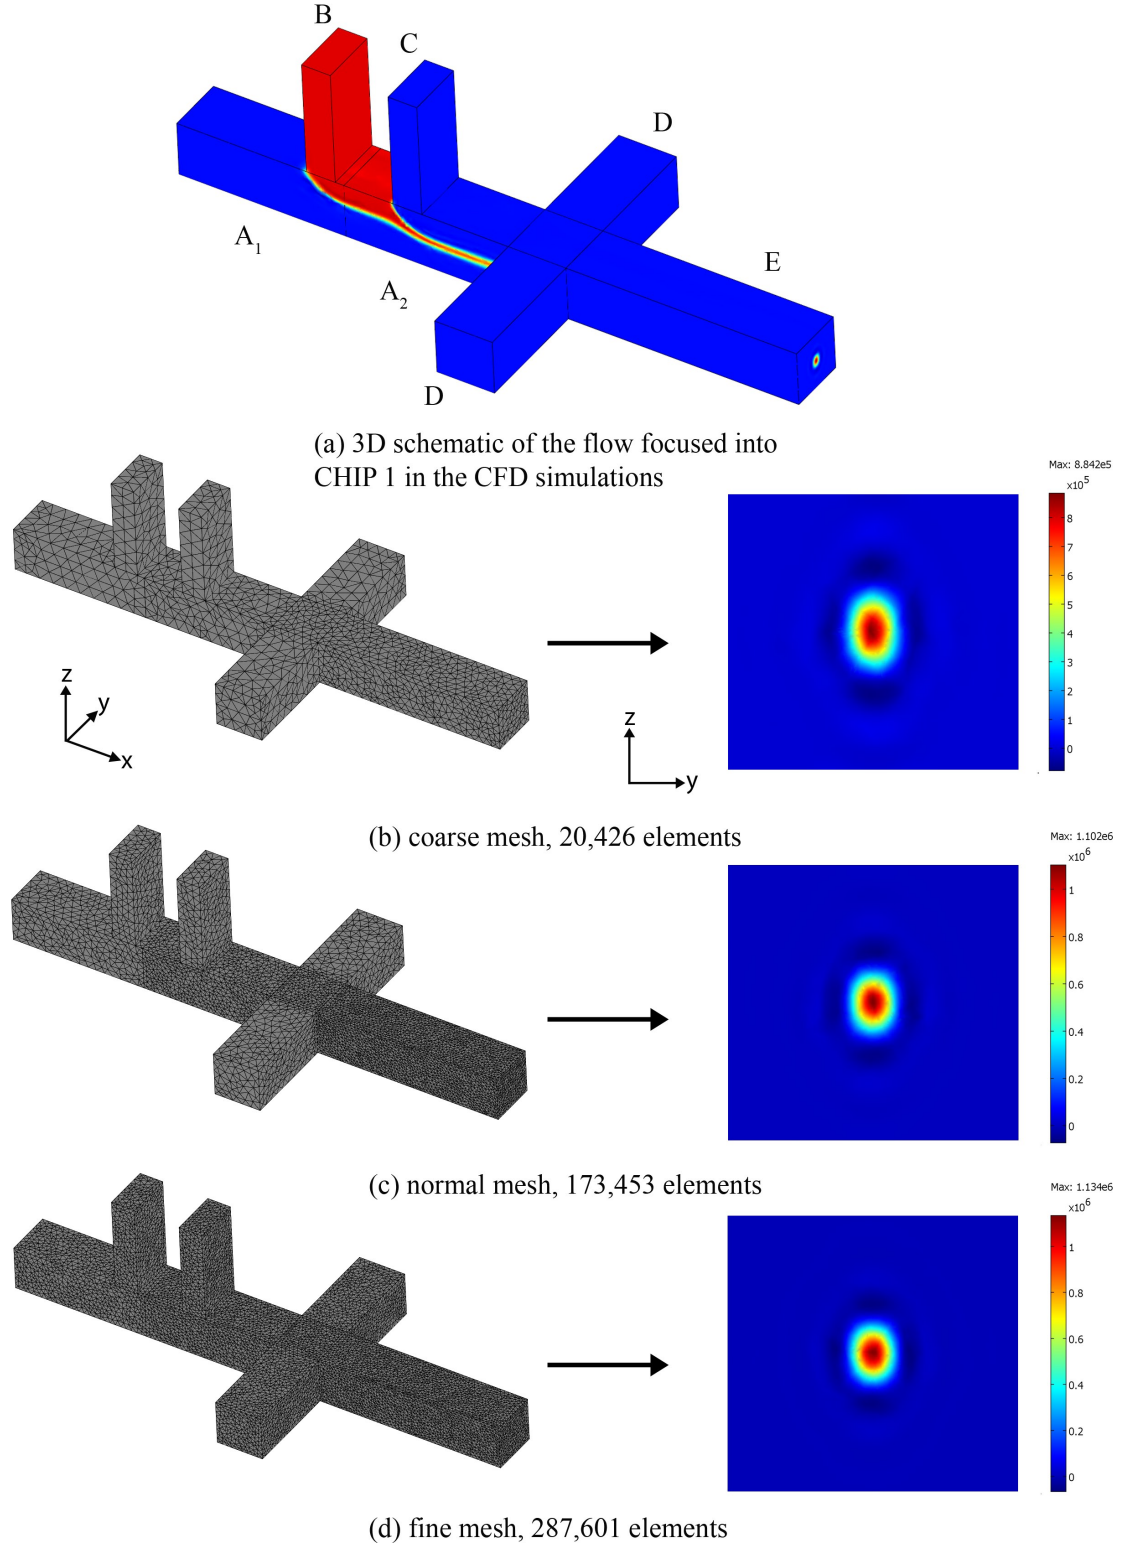 B
C
D
A1
A2
E
D
(a) 3D schematic of the flow focused into
CHIP 1 in the CFD simulations
Max: 8.842e5
x10^5
8
7
6
5
4
3
2
1
0
z
y
x
z
y
(b) coarse mesh, 20,426 elements
Max: 1.102e6
x10^6
1
0.8
0.6
0.4
0.2
0
(c) normal mesh, 173,453 elements
Max: 1.134e6
x10^6
1
0.8
0.6
0.4
0.2
0
(d) fine mesh, 287,601 elements